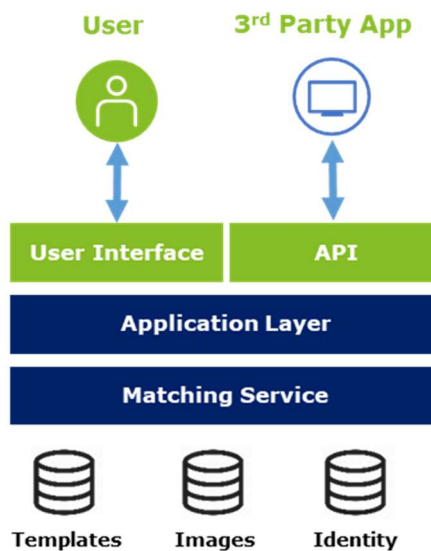 User
3rd Party App
User Interface
API
Application Layer
Matching Service
Templates
Images
Identity